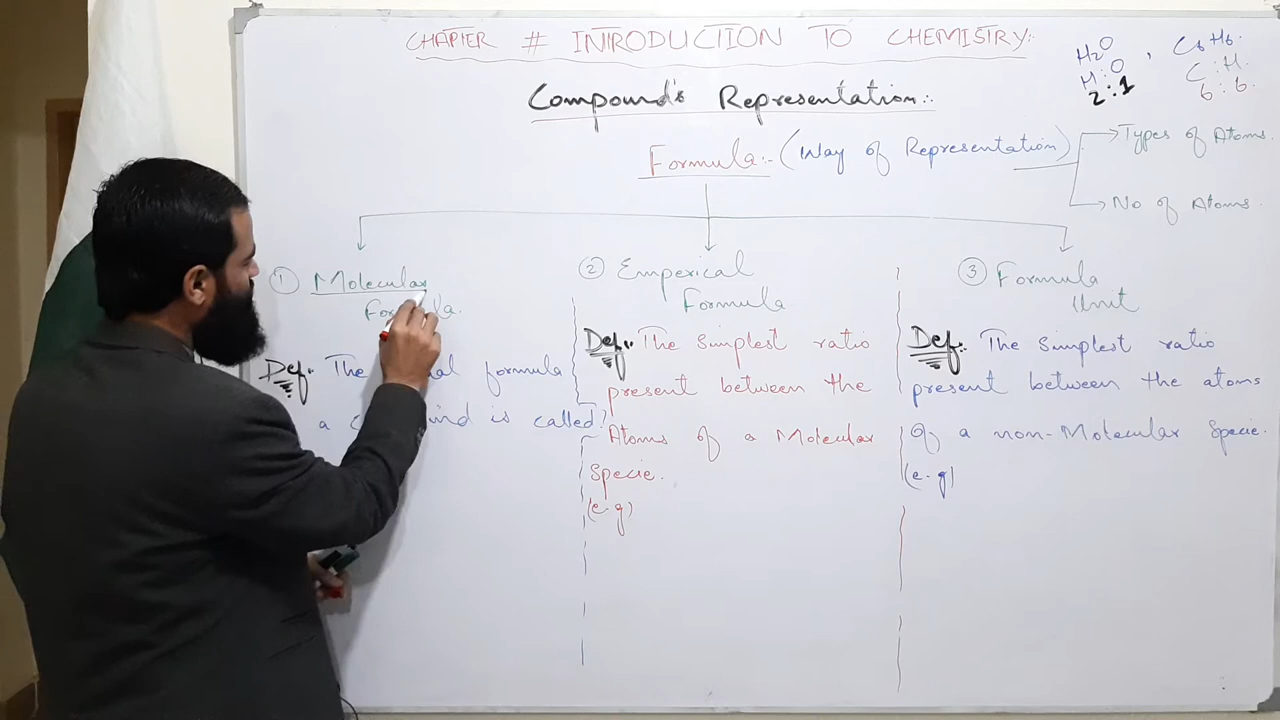 CHAPTER # INTRODUCTION TO CHEMISTRY:-
H2O , C6H6.
H : O C : H.
2 : 1 6 : 6.
Compound's Representation:-
Formula:- (Way of Representation)
→ Types of Atoms.
→ No of Atoms.
① Molecular
② Emperical
Formula
③ Formula
Unit
Def:- The formula
a is called?
Def:- The Simplest ratio
present between the
Atoms of a Molecular
Specie.
(e-g)
Def:- The Simplest ratio
present between the atoms
Of a non-Molecular Specie.
(e-g)